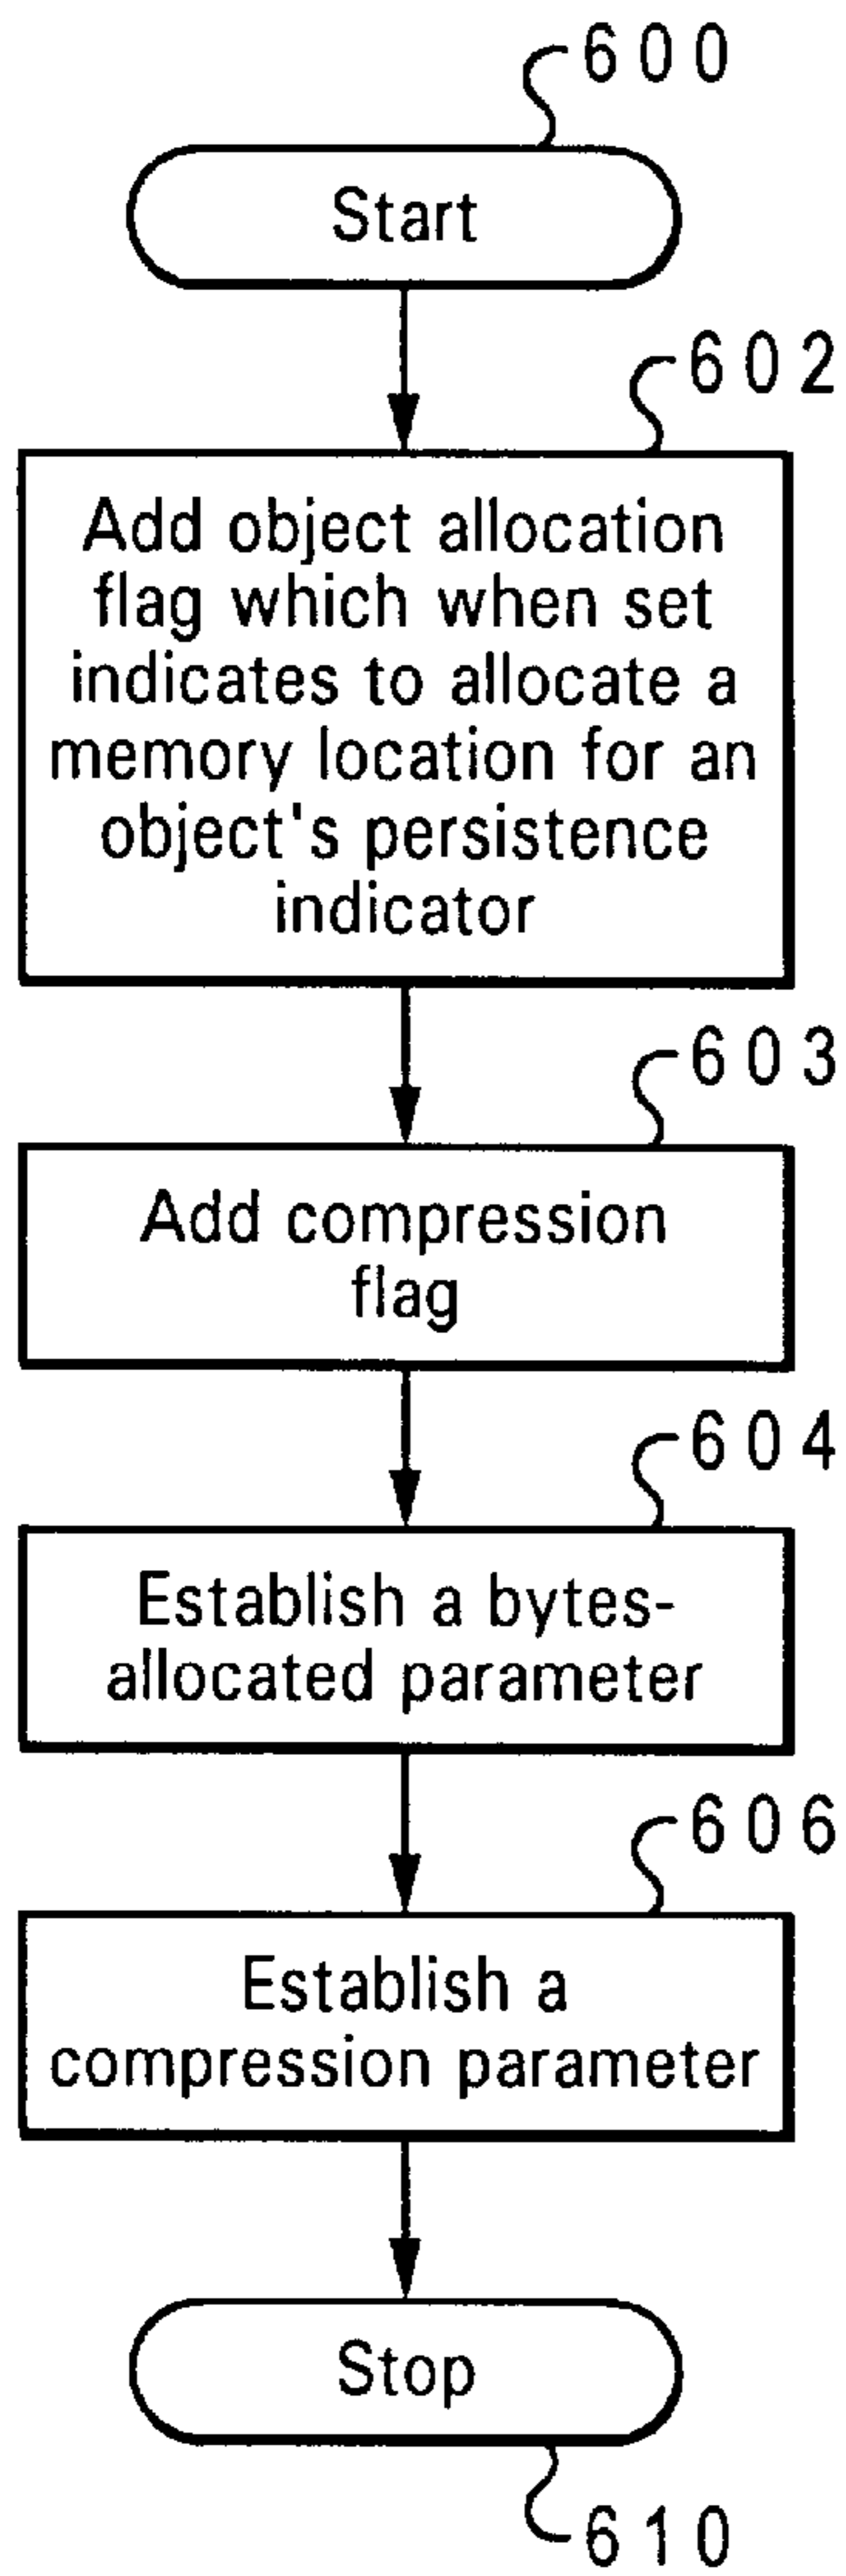 600
Start
602
Add object allocation
flag which when set
indicates to allocate a
memory location for an
object's persistence
indicator
603
Add compression
flag
604
Establish a bytes-
allocated parameter
606
Establish a
compression parameter
Stop
610